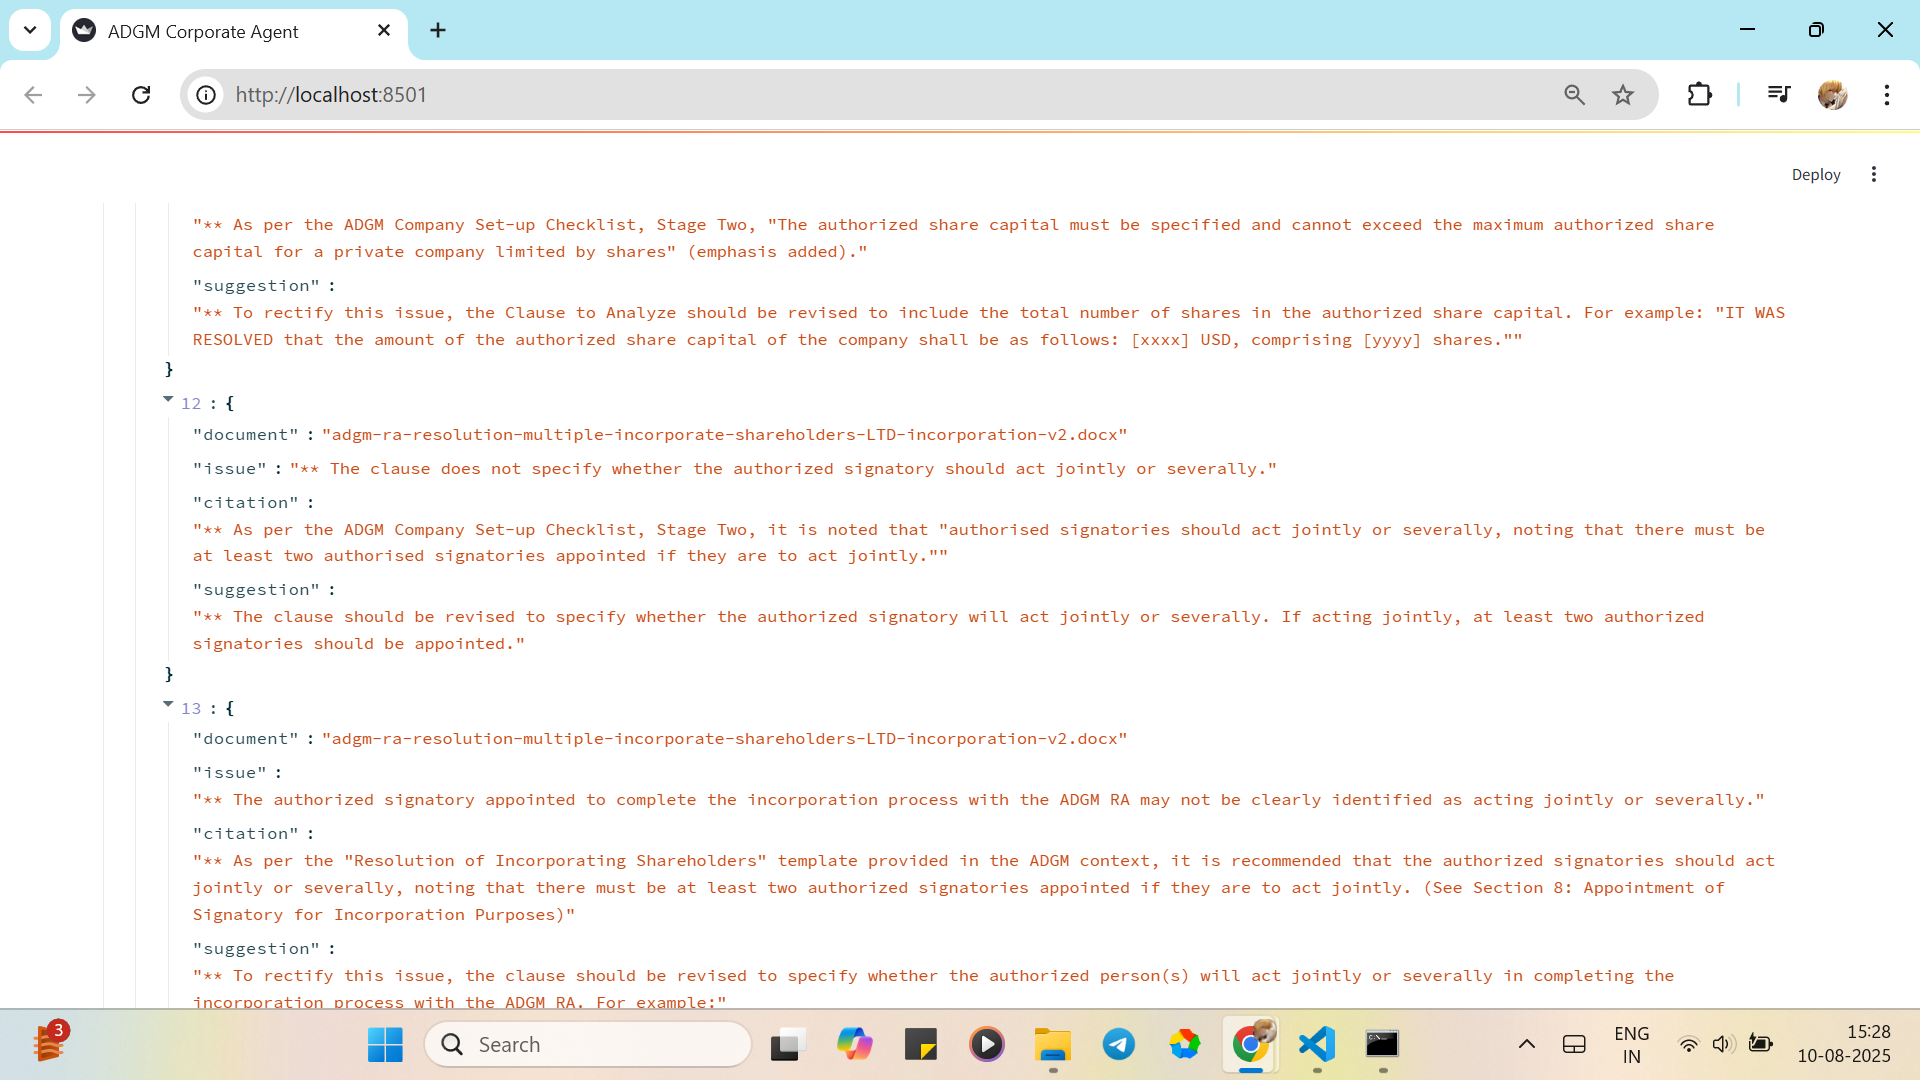 ADGM Corporate Agent
http://localhost:8501
Deploy
"** As per the ADGM Company Set-up Checklist, Stage Two, "The authorized share capital must be specified and cannot exceed the maximum authorized share
capital for a private company limited by shares" (emphasis added)."
"suggestion" :
"** To rectify this issue, the Clause to Analyze should be revised to include the total number of shares in the authorized share capital. For example: "IT WAS
RESOLVED that the amount of the authorized share capital of the company shall be as follows: [xxxx] USD, comprising [yyyy] shares.""
}
12 : {
"document" : "adgm-ra-resolution-multiple-incorporate-shareholders-LTD-incorporation-v2.docx"
"issue" : "** The clause does not specify whether the authorized signatory should act jointly or severally."
"citation" :
"** As per the ADGM Company Set-up Checklist, Stage Two, it is noted that "authorised signatories should act jointly or severally, noting that there must be
at least two authorised signatories appointed if they are to act jointly.""
"suggestion" :
"** The clause should be revised to specify whether the authorized signatory will act jointly or severally. If acting jointly, at least two authorized
signatories should be appointed."
}
13 : {
"document" : "adgm-ra-resolution-multiple-incorporate-shareholders-LTD-incorporation-v2.docx"
"issue" :
"** The authorized signatory appointed to complete the incorporation process with the ADGM RA may not be clearly identified as acting jointly or severally."
"citation" :
"** As per the "Resolution of Incorporating Shareholders" template provided in the ADGM context, it is recommended that the authorized signatories should act
jointly or severally, noting that there must be at least two authorized signatories appointed if they are to act jointly. (See Section 8: Appointment of
Signatory for Incorporation Purposes)"
"suggestion" :
"** To rectify this issue, the clause should be revised to specify whether the authorized person(s) will act jointly or severally in completing the
incorporation process with the ADGM RA. For example:"
3
Search
ENG
IN
15:28
10-08-2025